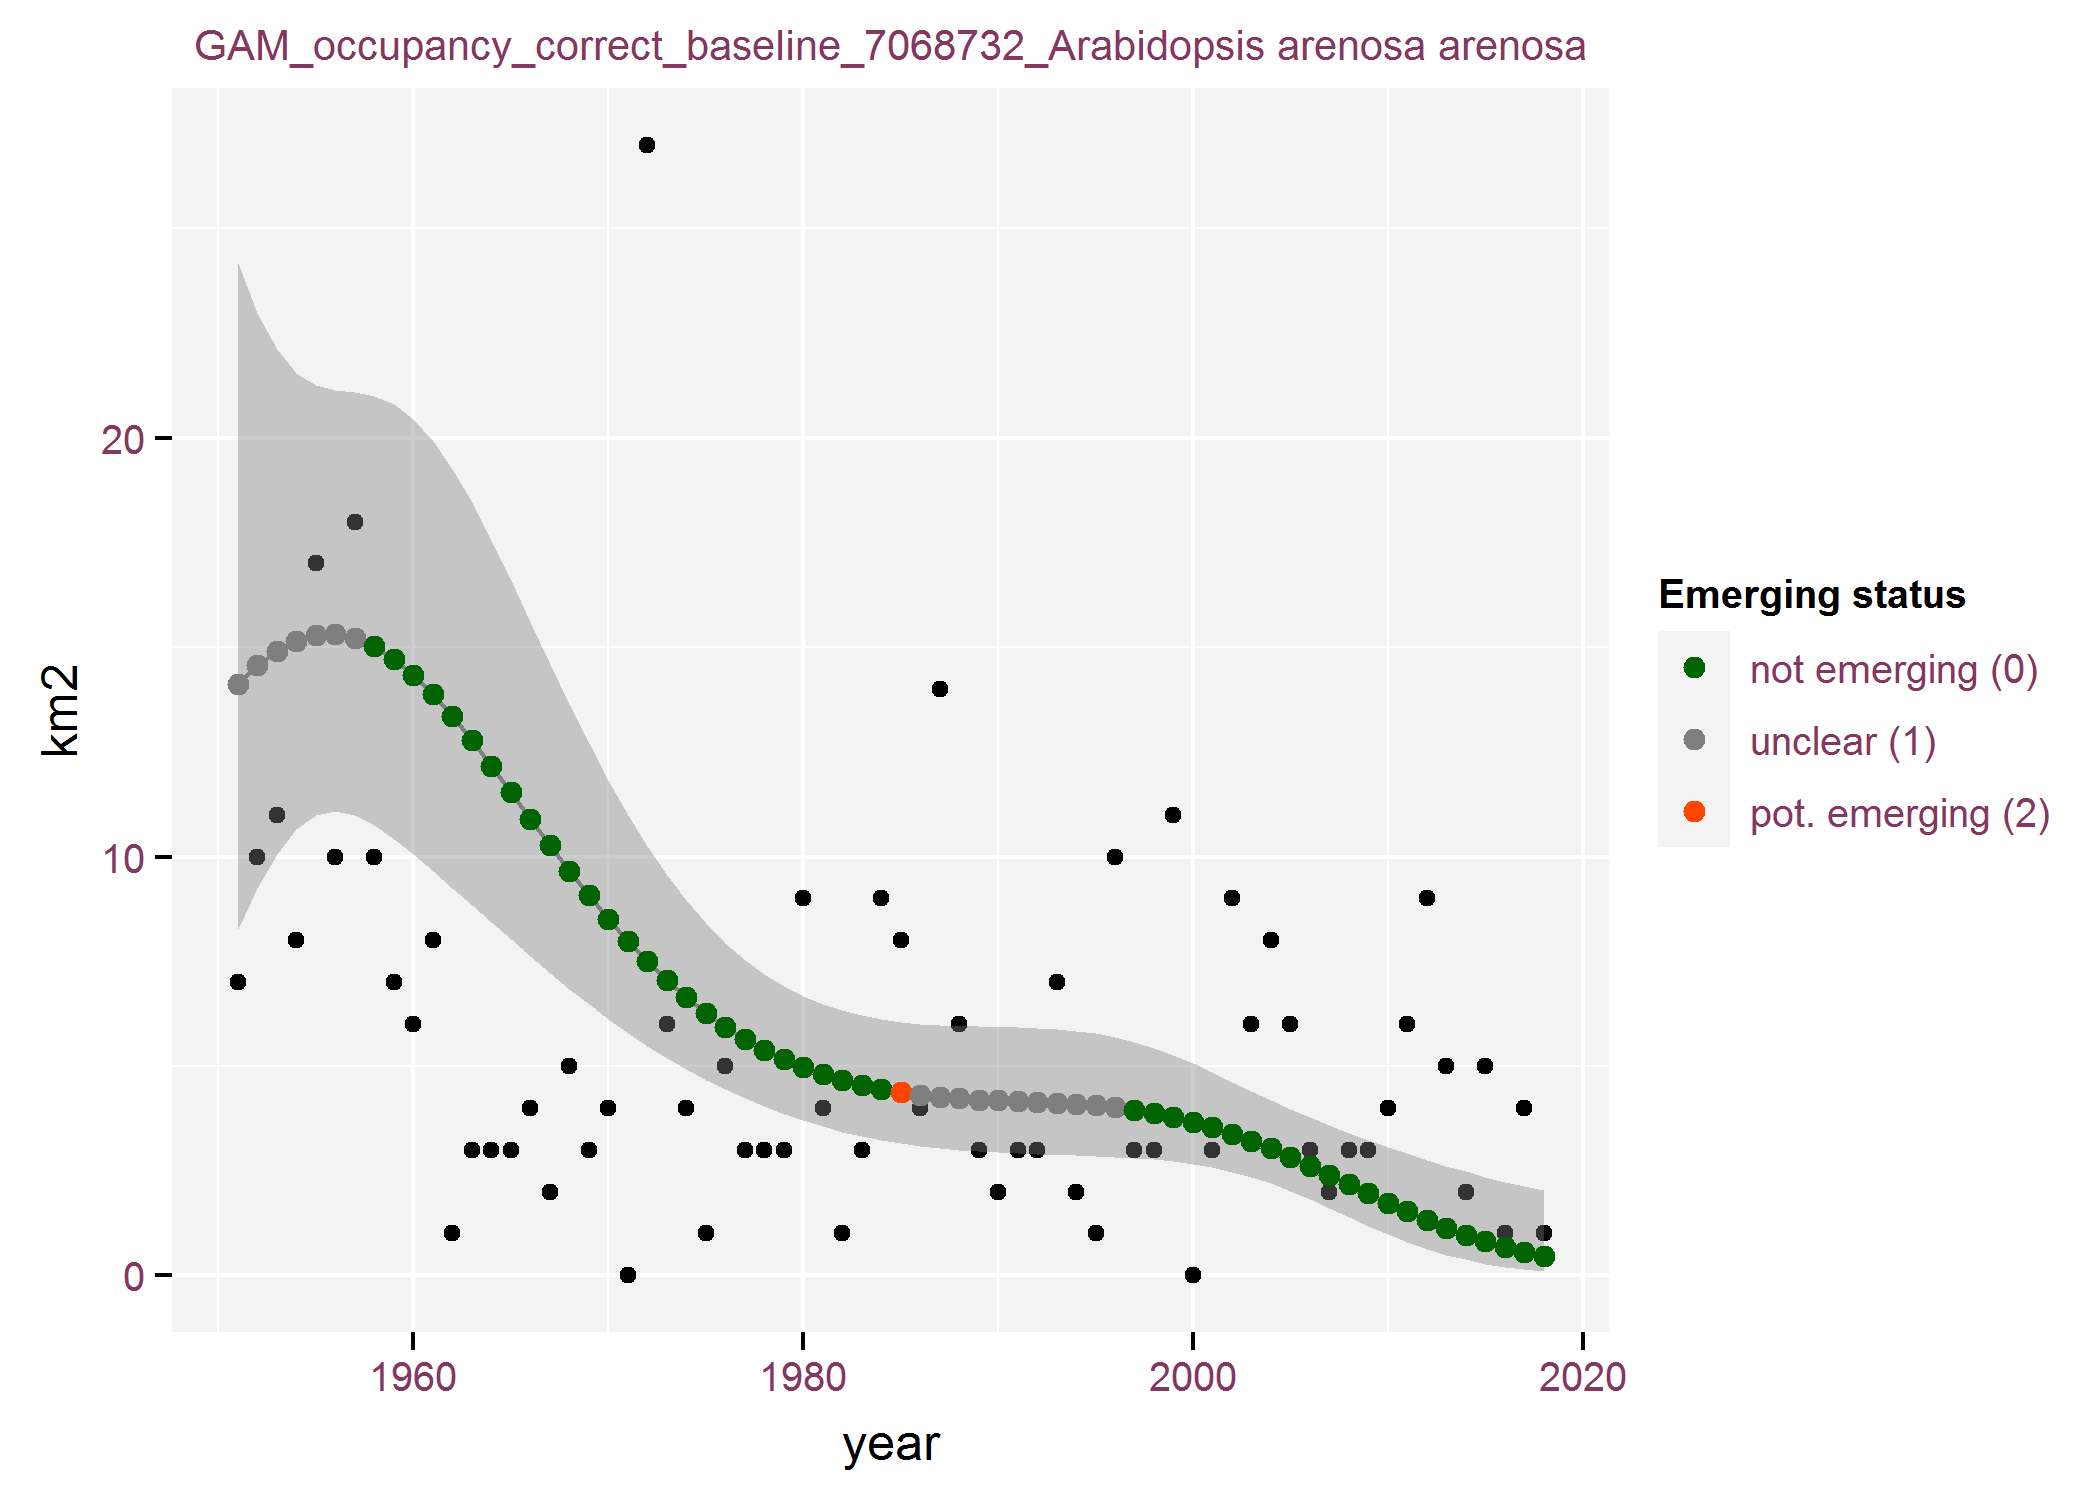 GAM_occupancy_correct_baseline_7068732_Arabidopsis arenosa arenosa
km2
20
10
0
1960
1980
2000
2020
year
Emerging status
not emerging (0)
unclear (1)
pot. emerging (2)